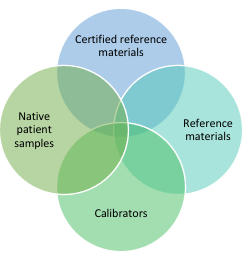 Certified reference
materials
Native
patient
samples
Reference
materials
Calibrators